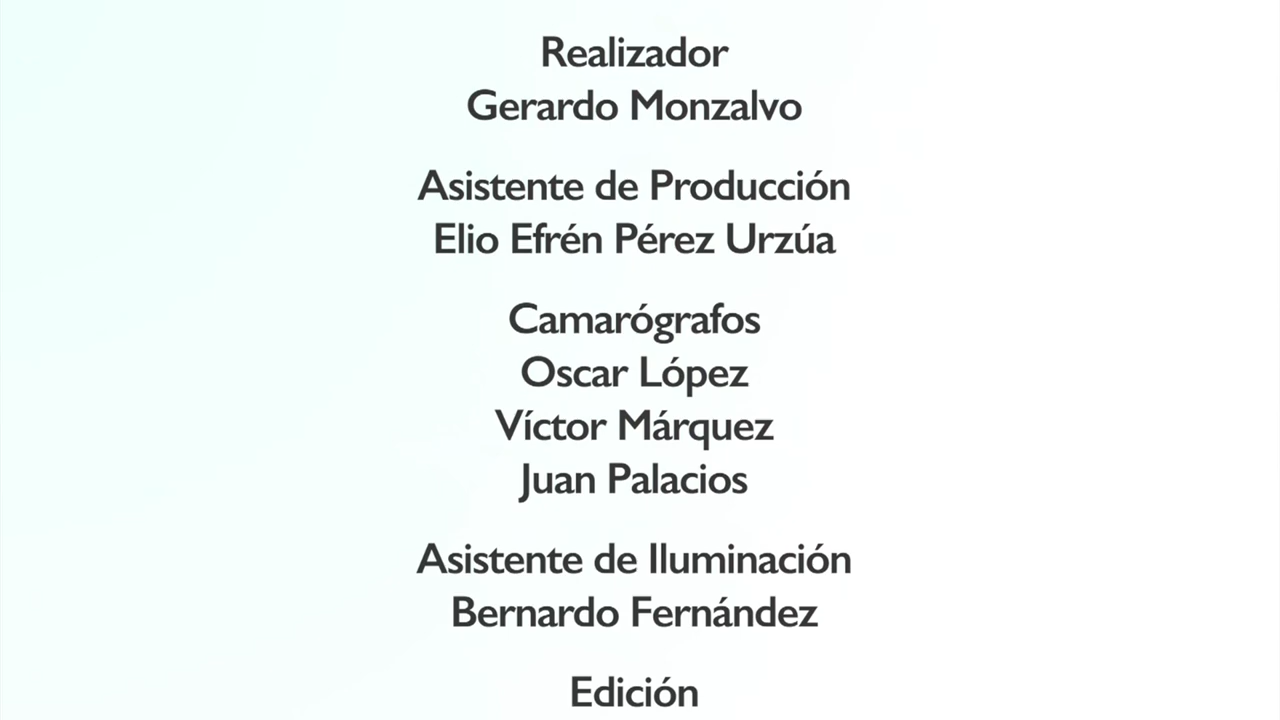 Realizador
Gerardo Monzalvo
Asistente de Producción
Elio Efrén Pérez Urzúa
Camarógrafos
Oscar López
Víctor Márquez
Juan Palacios
Asistente de Iluminación
Bernardo Fernández
Edición